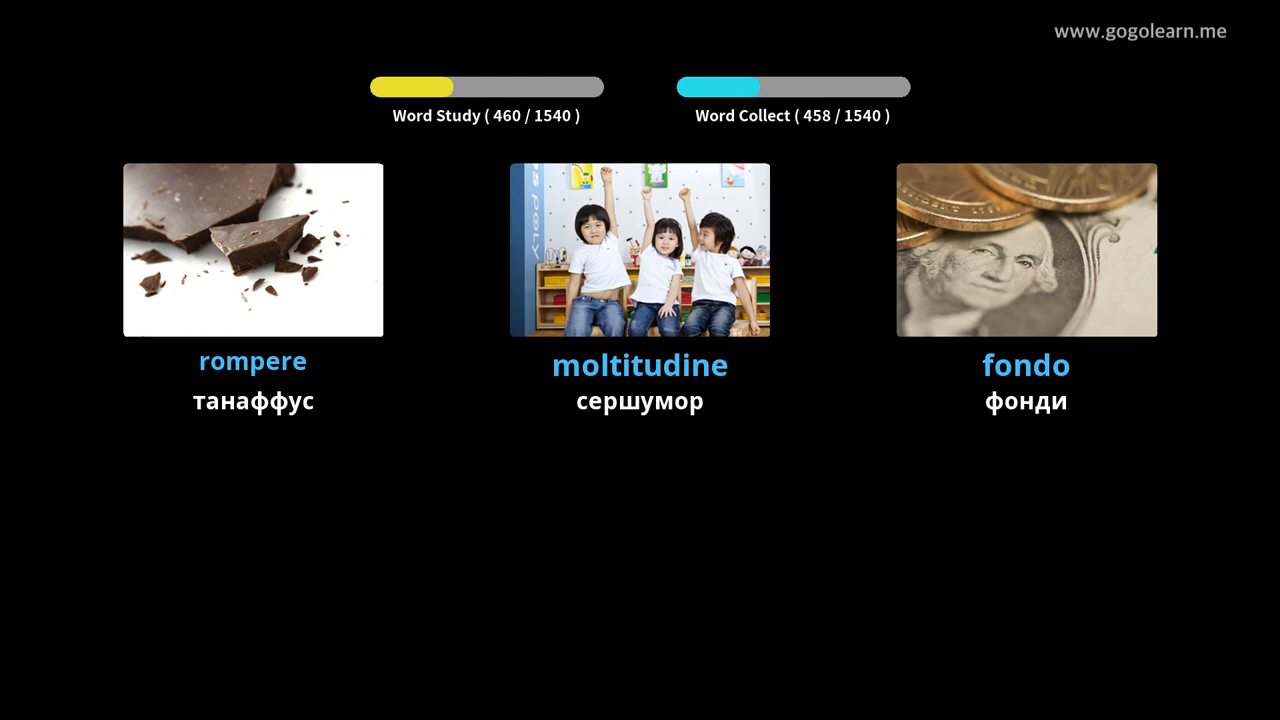 www.gogolearn.me
Word Study ( 460 / 1540 )
Word Collect ( 458 / 1540 )
rompere
танаффус
moltitudine
сершумор
fondo
фонди